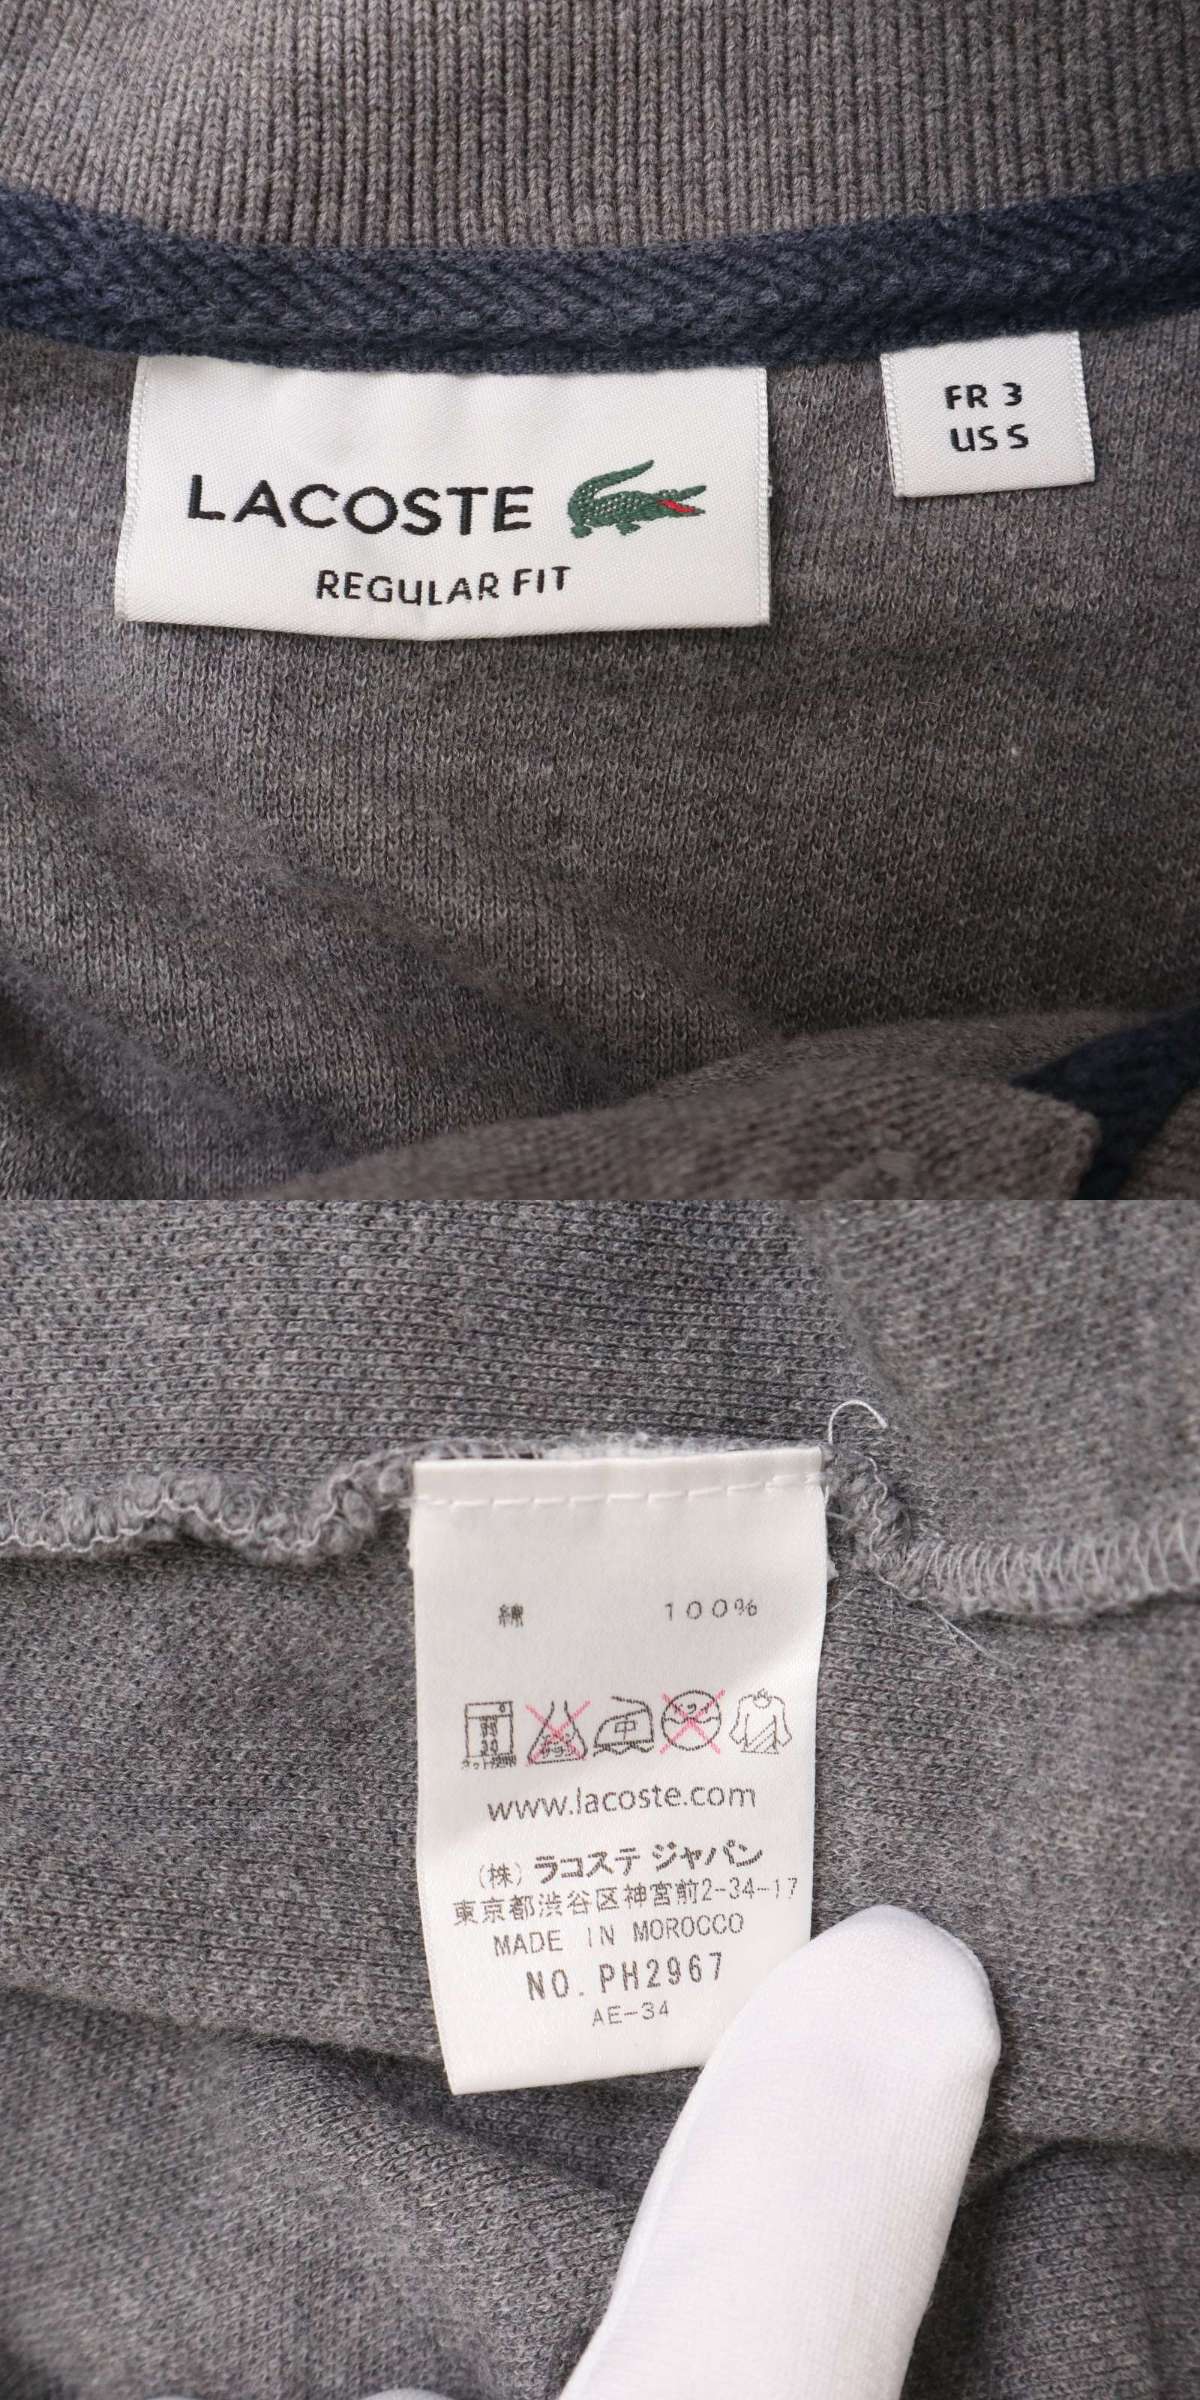 LACOSTE
REGULAR FIT
FR 3
US S
綿 100%
中
www.lacoste.com
(株) ラコステ ジャパン
東京都渋谷区神宮前2-34-17
MADE IN MOROCCO
NO. PH2967
AE-34